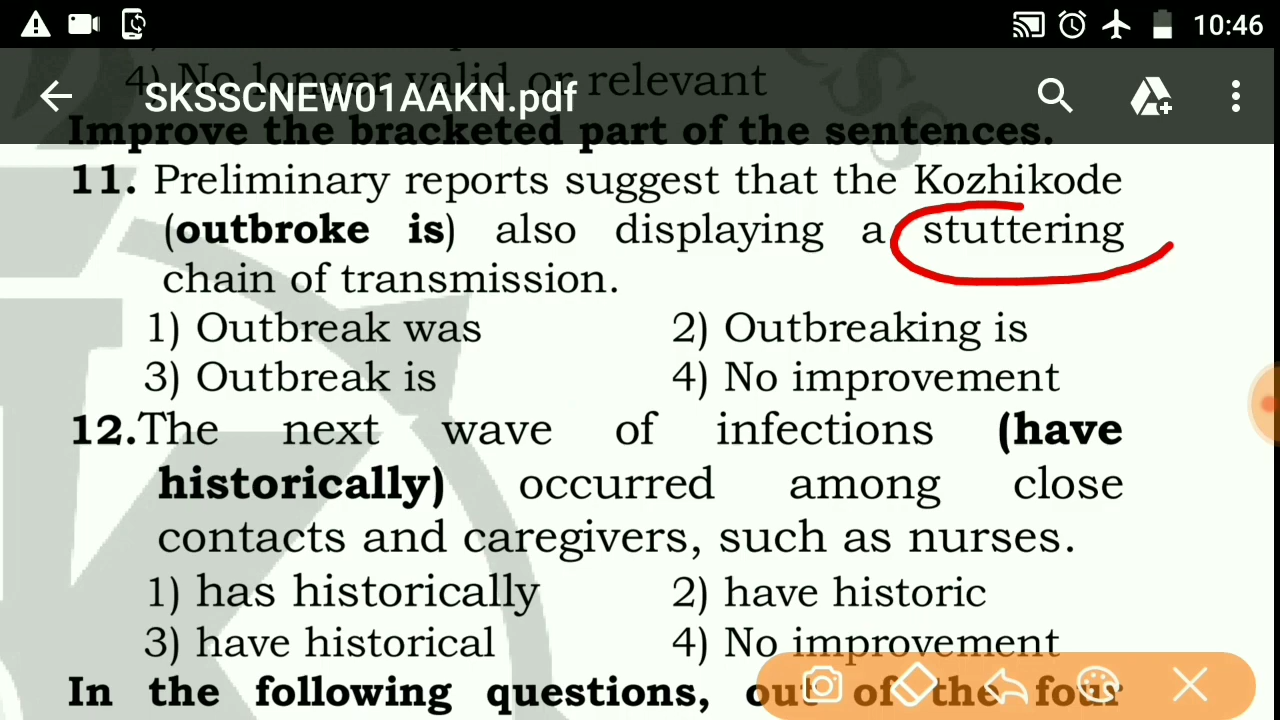 10:46
4) No longer valid or relevant
SKSSCNEW01AAKN.pdf
Improve the bracketed part of the sentences.
11. Preliminary reports suggest that the Kozhikode
(outbroke is) also displaying a stuttering
chain of transmission.
1) Outbreak was 2) Outbreaking is
3) Outbreak is 4) No improvement
12.The next wave of infections (have
historically) occurred among close
contacts and caregivers, such as nurses.
1) has historically 2) have historic
3) have historical 4) No improvement
In the following questions, out of the four